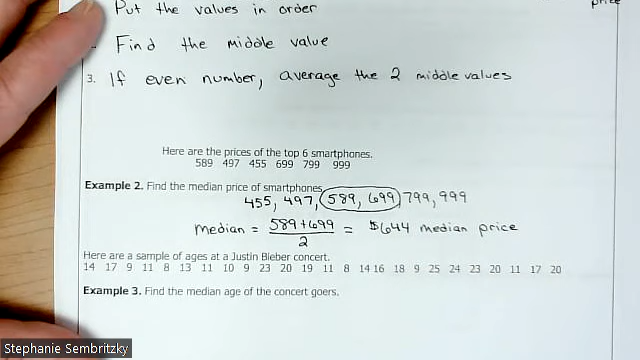 Put the values in order
price
Find the middle value
3. If even number, average the 2 middle values
Here are the prices of the top 6 smartphones.
589 497 455 699 799 999
Example 2. Find the median price of smartphones
455, 497, 589, 699, 799, 999
median = 589+699 / 2 = $644 median price
Here are a sample of ages at a Justin Bieber concert.
14 17 9 11 8 13 11 10 9 23 20 19 11 8 14 16 18 9 25 24 23 20 11 17 20
Example 3. Find the median age of the concert goers.
Stephanie Sembritzky